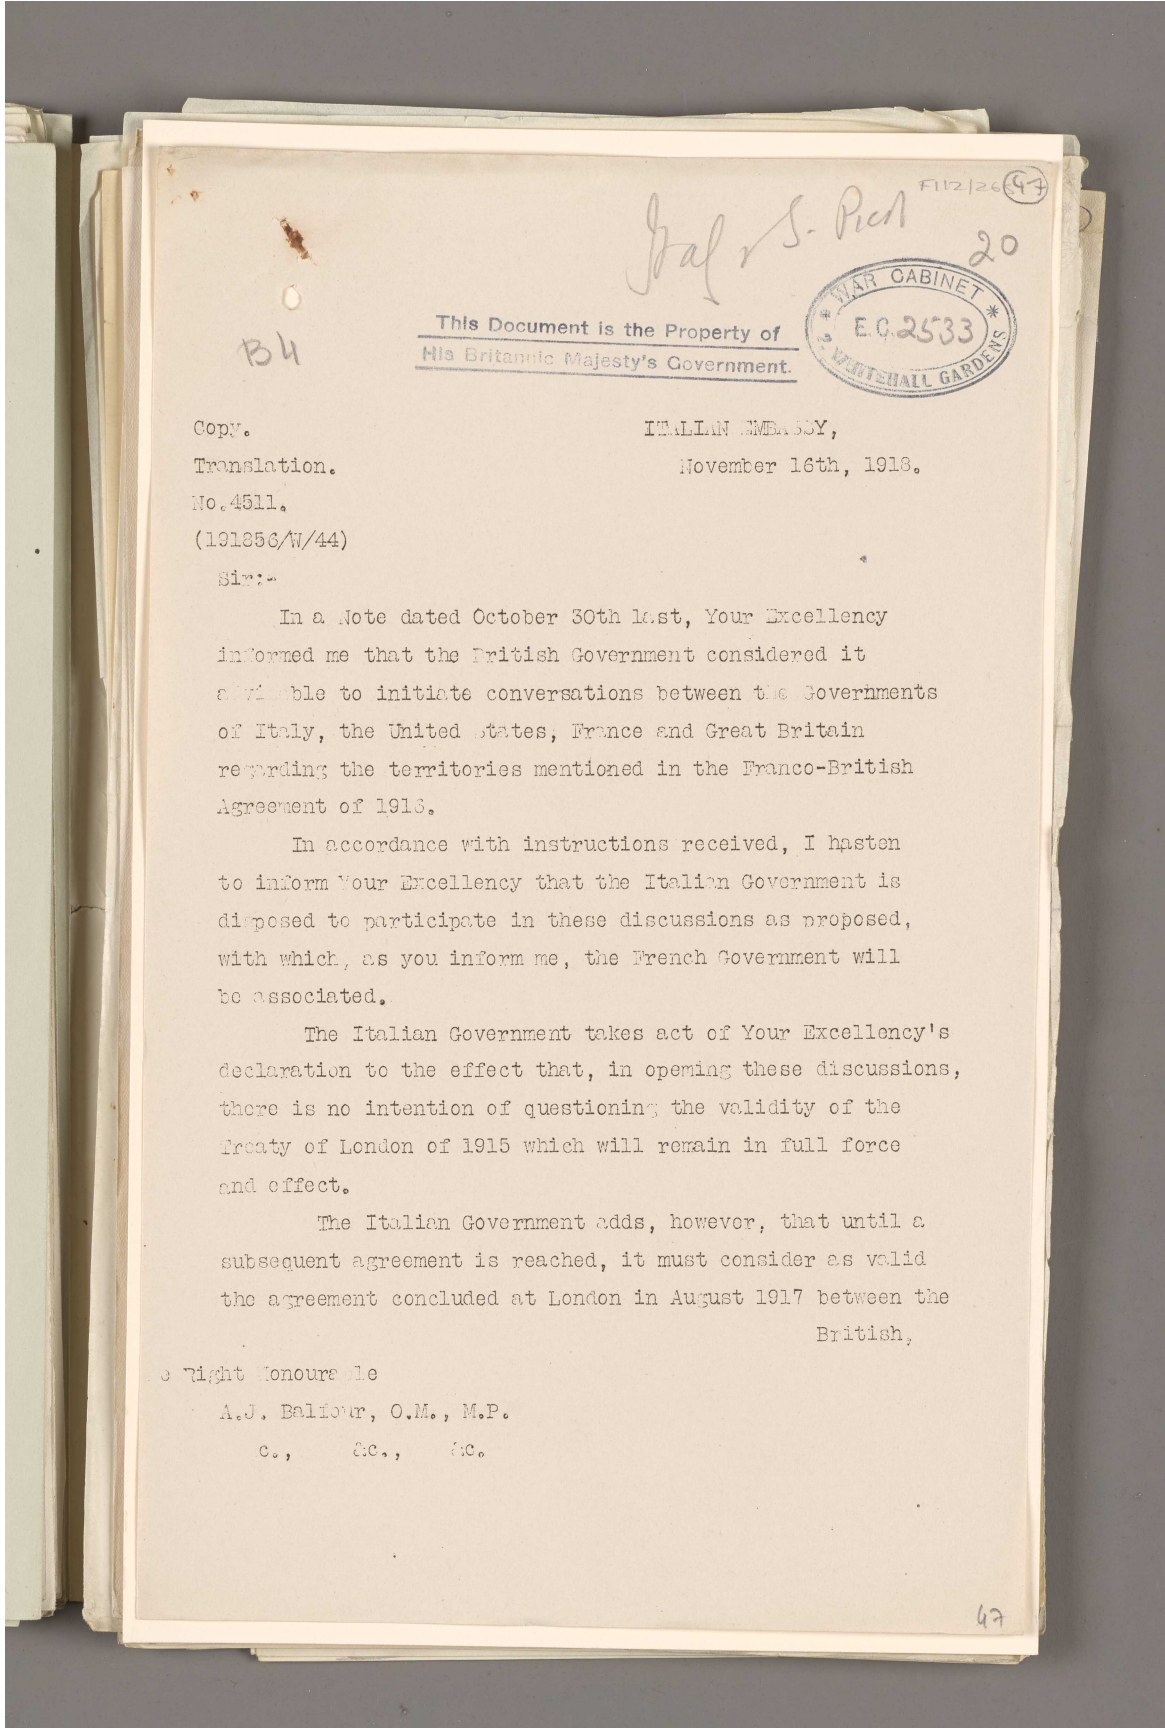 F112/26 47
Ital & S. Picot
20
WAR CABINET
E.C. 2533
2. WHITEHALL GARDENS
This Document is the Property of
His Britannic Majesty's Government.
B4
Copy.
ITALIAN EMBASSY,
Translation.
November 16th, 1918.
No.4511.
(191856/W/44)
Sir:-
In a Note dated October 30th last, Your Excellency
informed me that the British Government considered it
advisable to initiate conversations between the Governments
of Italy, the United States, France and Great Britain
regarding the territories mentioned in the Franco-British
Agreement of 1916.
In accordance with instructions received, I hasten
to inform Your Excellency that the Italian Government is
disposed to participate in these discussions as proposed,
with which, as you inform me, the French Government will
be associated.
The Italian Government takes act of Your Excellency's
declaration to the effect that, in opeming these discussions,
there is no intention of questioning the validity of the
Treaty of London of 1915 which will remain in full force
and effect.
The Italian Government adds, however, that until a
subsequent agreement is reached, it must consider as valid
the agreement concluded at London in August 1917 between the
British,
e Right Honourable
A.J. Balfour, O.M., M.P.
c., &c., &c.
47